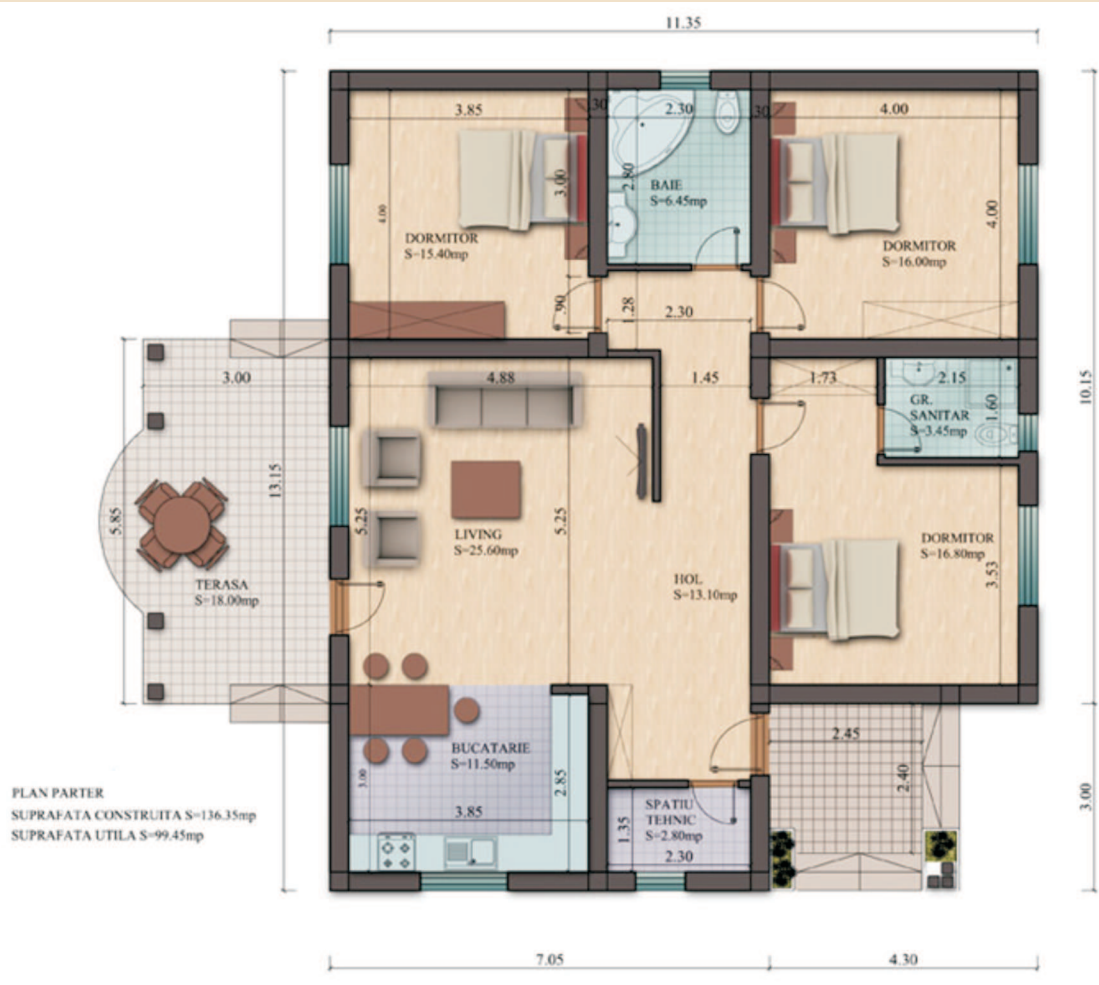 11.35
3.85
30
2.30
30
4.00
3.00
2.80
BAIE
S=6.45mp
4.00
4.00
DORMITOR
S=15.40mp
DORMITOR
S=16.00mp
.90
1.28
2.30
3.00
4.88
1.45
1.73
2.15
GR.
SANITAR
S=3.45mp
1.60
10.15
13.15
5.85
5.25
5.25
LIVING
S=25.60mp
DORMITOR
S=16.80mp
3.53
TERASA
S=18.00mp
HOL
S=13.10mp
BUCATARIE
S=11.50mp
3.00
2.85
3.85
2.45
2.40
3.00
SPATIU
TEHNIC
S=2.80mp
1.35
2.30
PLAN PARTER
SUPRAFATA CONSTRUITA S=136.35mp
SUPRAFATA UTILA S=99.45mp
7.05
4.30